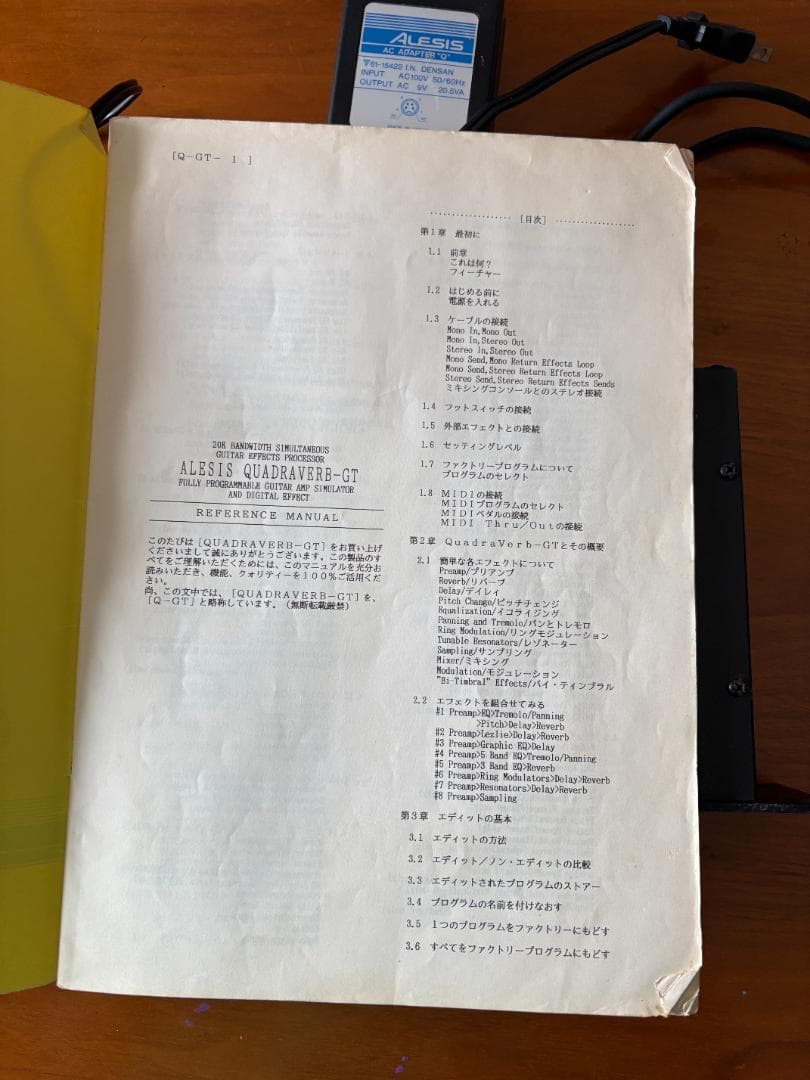 ALESIS
AC ADAPTER "Q"
▽81-16422 I.N. DENSAN
INPUT AC100V 50/60Hz
OUTPUT AC 9V 20.5VA
[Q-GT- 1 ]
20K BANDWIDTH SIMULTANEOUS
GUITAR EFFECTS PROCESSOR
ALESIS QUADRAVERB-GT
FULLY PROGRAMMABLE GUITAR AMP SIMULATOR
AND DIGITAL EFFECT
REFERENCE MANUAL
このたびは[QUADRAVERB-GT]をお買い上げ
くださいまして誠にありがとうございます。この製品のす
べてをご理解いただくためには、このマニュアルを充分お
読みいただき、機能、クォリティーを100%ご活用くだ
さい。
尚、この文中では、[QUADRAVERB-GT]を、
[Q-GT]と略称しています。(無断転載厳禁)
................... [目次] ...................
第1章 最初に
1.1 前章
これは何?
フィーチャー
1.2 はじめる前に
電源を入れる
1.3 ケーブルの接続
Mono In,Mono Out
Mono In,Stereo Out
Stereo In,Stereo Out
Mono Send,Mono Return Effects Loop
Mono Send,Stereo Return Effects Loop
Stereo Send,Stereo Return Effects Sends
ミキシングコンソールとのステレオ接続
1.4 フットスイッチの接続
1.5 外部エフェクトとの接続
1.6 セッティングレベル
1.7 ファクトリープログラムについて
プログラムのセレクト
1.8 MIDIの接続
MIDIプログラムのセレクト
MIDIペダルの接続
MIDI Thru/Outの接続
第2章 QuadraVerb-GTとその概要
2.1 簡単な各エフェクトについて
Preamp/プリアンプ
Reverb/リバーブ
Delay/デイレィ
Pitch Change/ピッチチェンジ
Equalization/イコライジング
Panning and Tremolo/パンとトレモロ
Ring Modulation/リングモジュレーション
Tunable Resonators/レゾネーター
Sampling/サンプリング
Mixer/ミキシング
Modulation/モジュレーション
"Bi-Timbral" Effects/バイ・ティンブラル
2.2 エフェクトを組合せてみる
#1 Preamp>EQ>Tremolo/Panning
>Pitch>Delay>Reverb
#2 Preamp>Lezlie>Delay>Reverb
#3 Preamp>Graphic EQ>Delay
#4 Preamp>5 Band EQ>Tremolo/Panning
#5 Preamp>3 Band EQ>Reverb
#6 Preamp>Ring Modulators>Delay>Reverb
#7 Preamp>Resonators>Delay>Reverb
#8 Preamp>Sampling
第3章 エディットの基本
3.1 エディットの方法
3.2 エディット/ノン・エディットの比較
3.3 エディットされたプログラムのストアー
3.4 プログラムの名前を付けなおす
3.5 1つのプログラムをファクトリーにもどす
3.6 すべてをファクトリープログラムにもどす